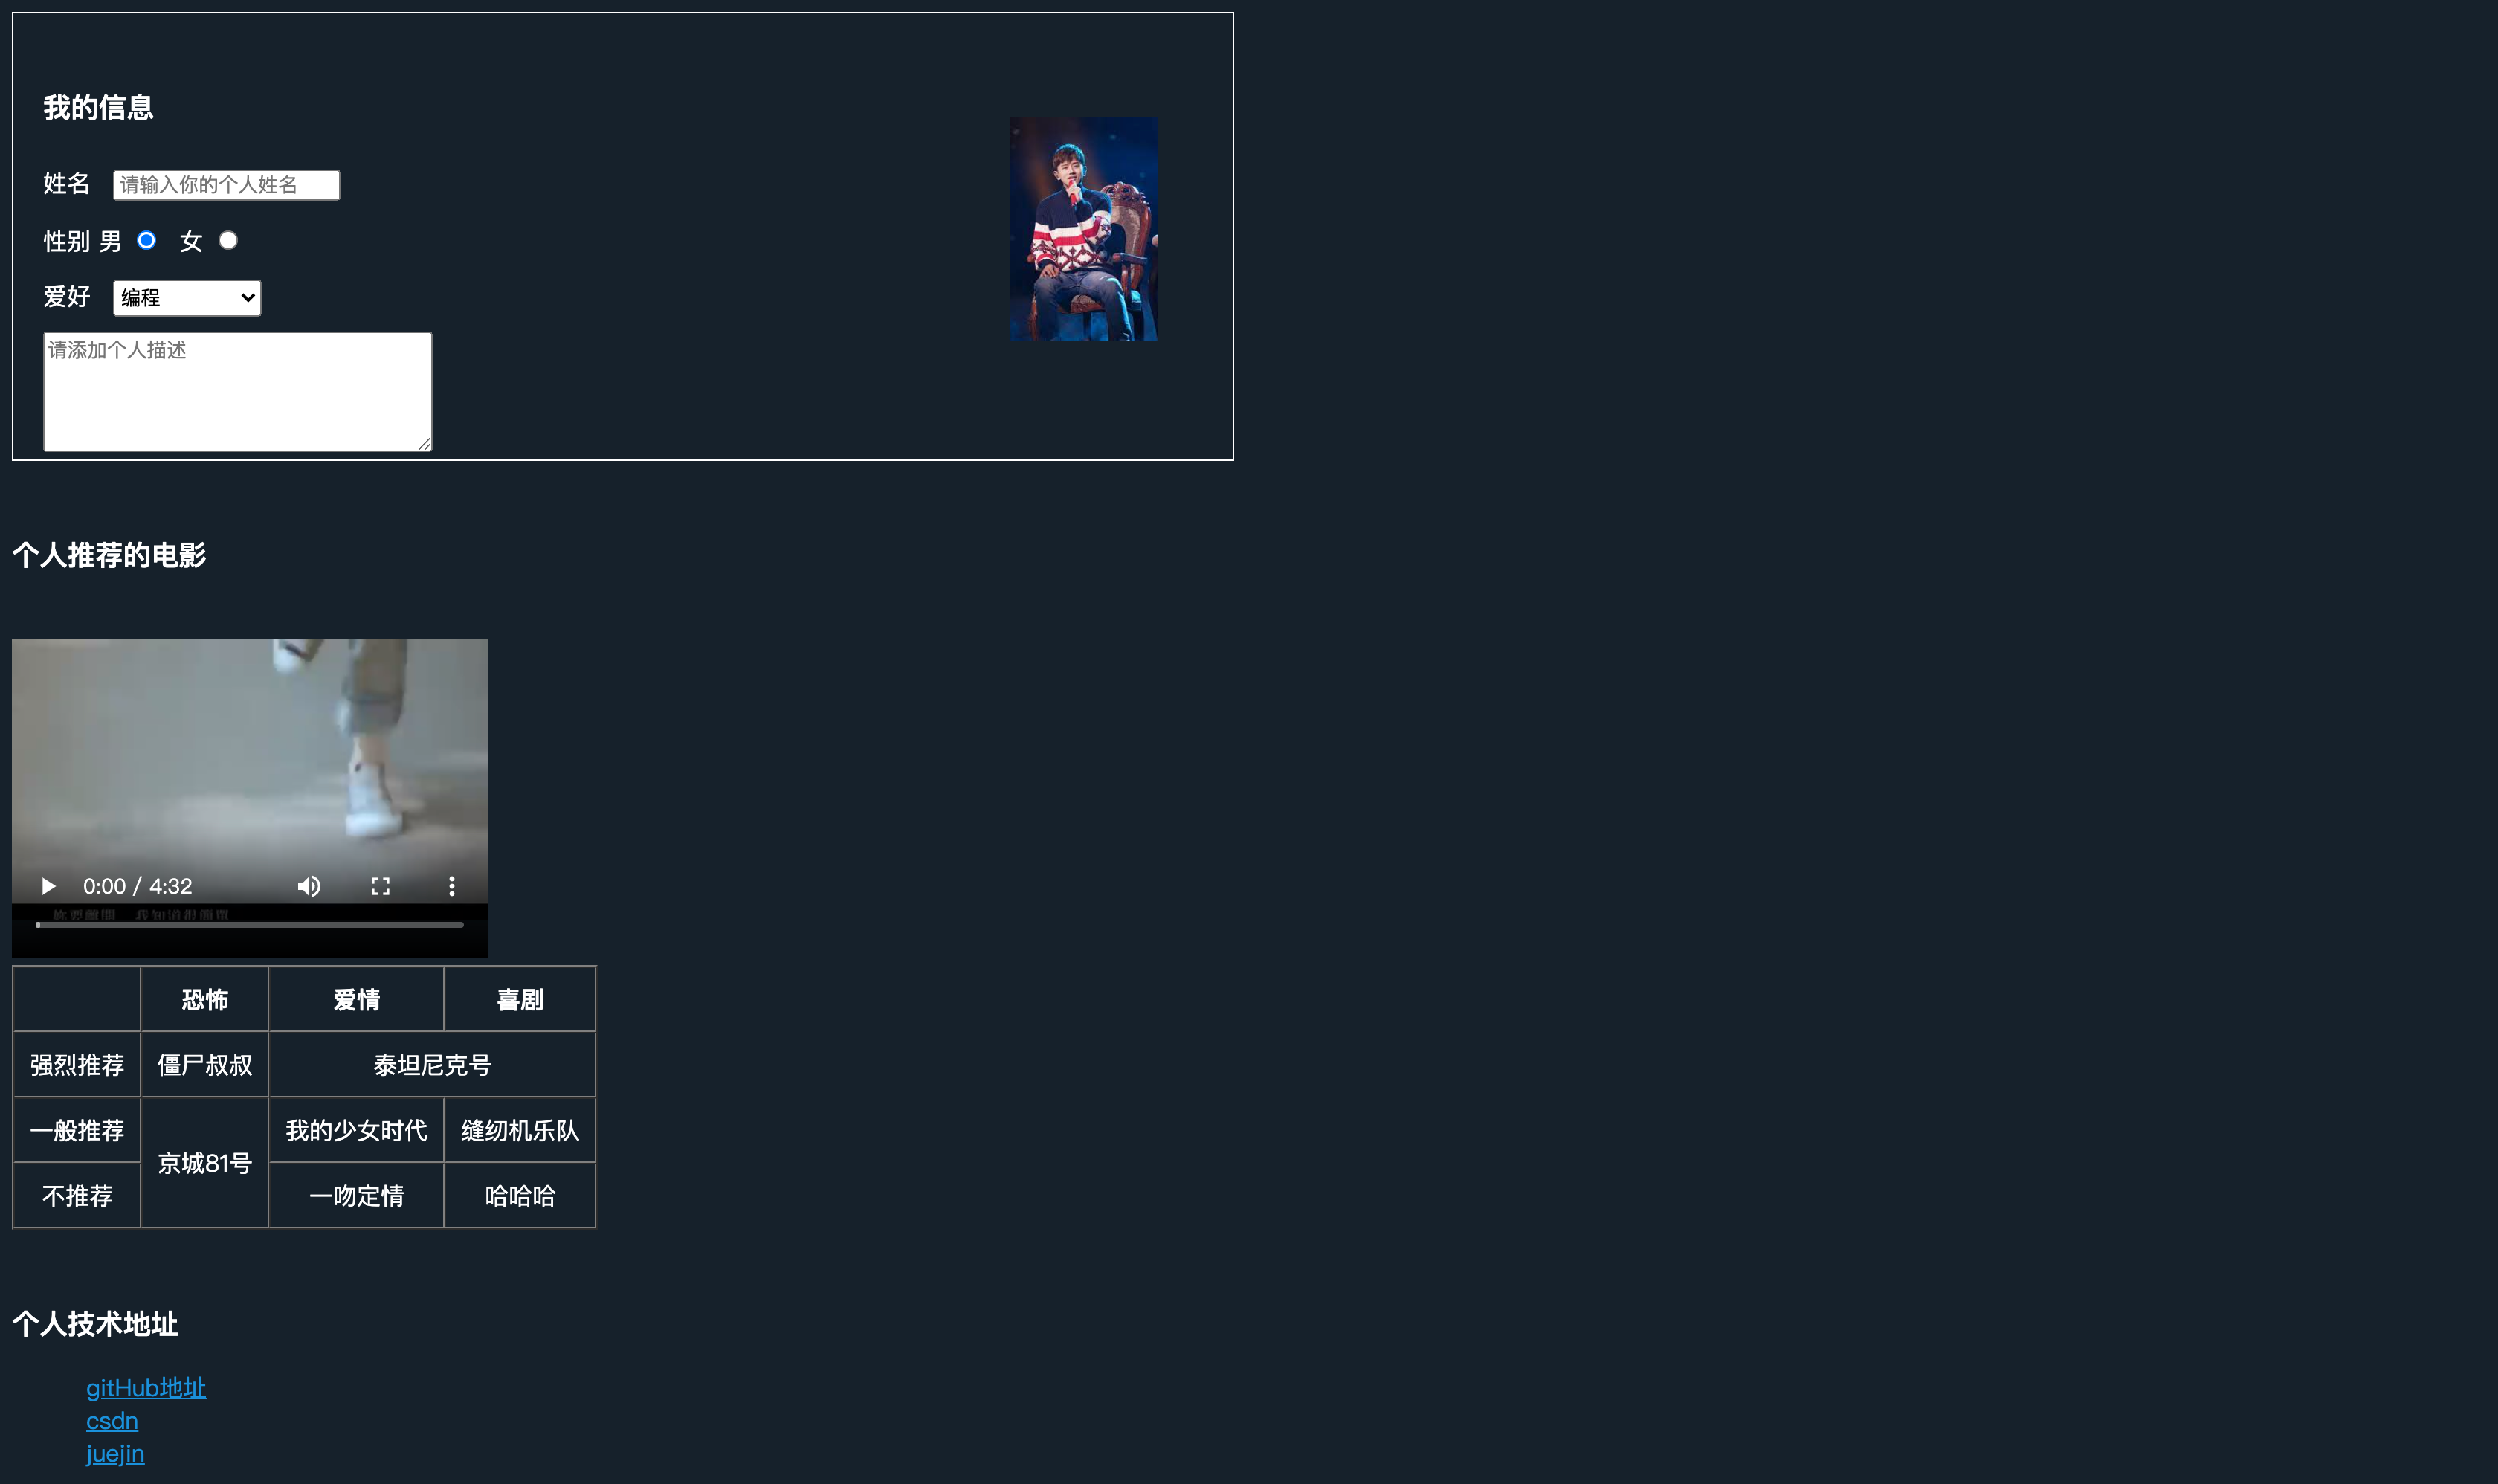 我的信息
姓名 请输入你的个人姓名
性别 男 女
爱好 编程
请添加个人描述
个人推荐的电影
0:00 / 4:32
恐怖 爱情 喜剧
强烈推荐 僵尸叔叔 泰坦尼克号
一般推荐 京城81号 我的少女时代 缝纫机乐队
不推荐 一吻定情 哈哈哈
个人技术地址
gitHub地址
csdn
juejin